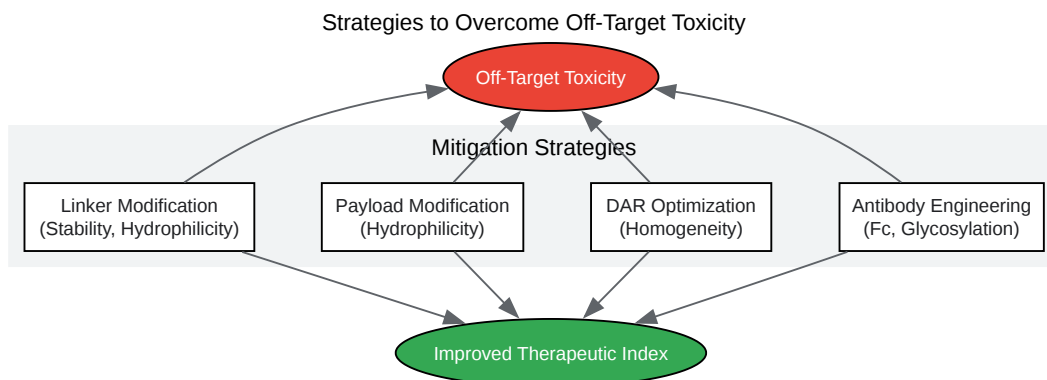 Strategies to Overcome Off-Target Toxicity
Off-Target Toxicity
Mitigation Strategies
Linker Modification
(Stability, Hydrophilicity)
Payload Modification
(Hydrophilicity)
DAR Optimization
(Homogeneity)
Antibody Engineering
(Fc, Glycosylation)
Improved Therapeutic Index